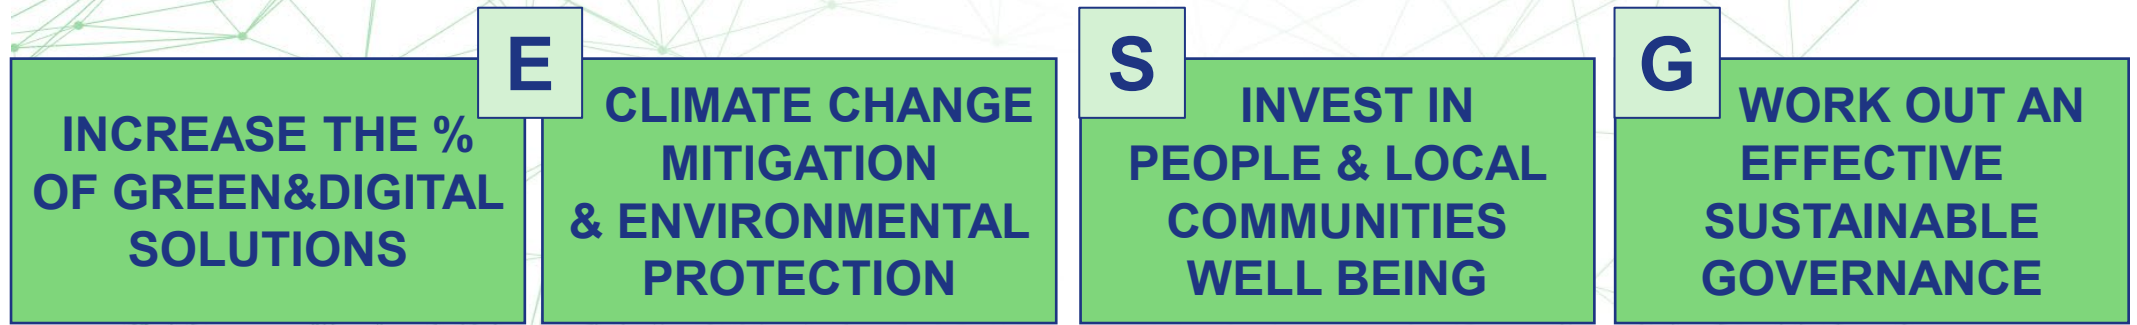 E
INCREASE THE %
OF GREEN&DIGITAL
SOLUTIONS
CLIMATE CHANGE
MITIGATION
& ENVIRONMENTAL
PROTECTION
S
INVEST IN
PEOPLE & LOCAL
COMMUNITIES
WELL BEING
G
WORK OUT AN
EFFECTIVE
SUSTAINABLE
GOVERNANCE